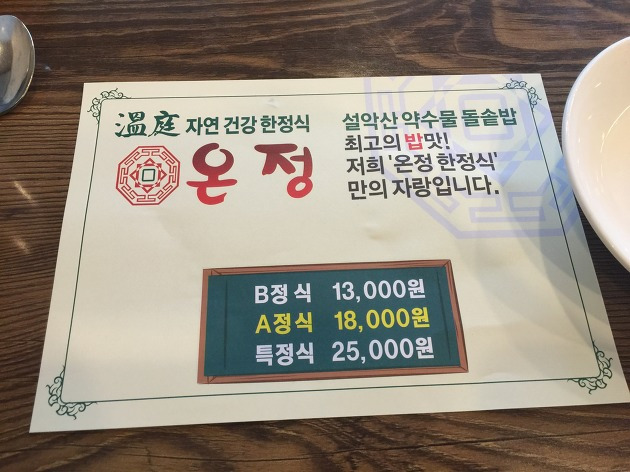 溫庭 자연 건강 한정식
온정
설악산 약수물 돌솥밥
최고의 밥맛!
저희 '온정 한정식'
만의 자랑입니다.
B정식 13,000원
A정식 18,000원
특정식 25,000원